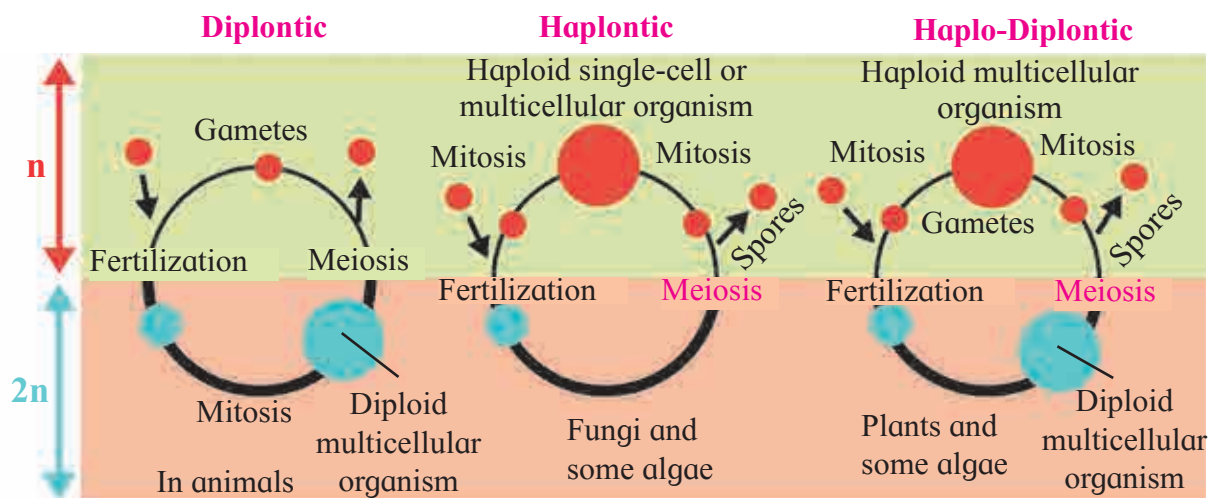 Diplontic
Haplontic
Haplo-Diplontic
n
2n
Gametes
Fertilization
Meiosis
Mitosis
Diploid
multicellular
organism
In animals
Haploid single-cell or
multicellular organism
Mitosis
Mitosis
Spores
Fertilization
Meiosis
Fungi and
some algae
Haploid multicellular
organism
Mitosis
Mitosis
Gametes
Spores
Fertilization
Meiosis
Plants and
some algae
Diploid
multicellular
organism